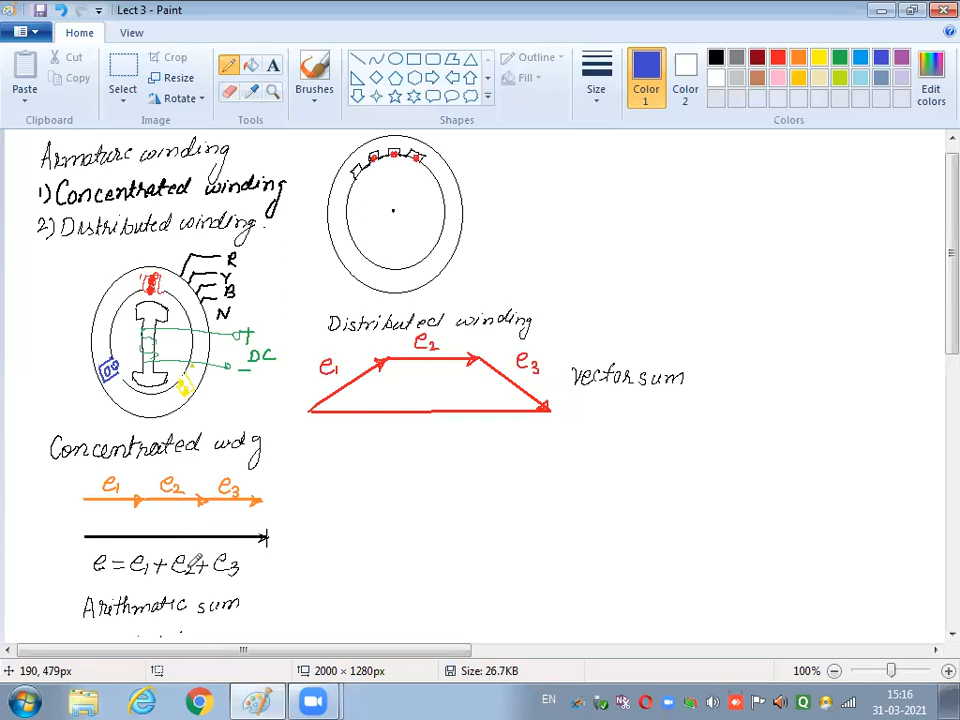 Lect 3 - Paint
Home
View
Paste
Cut
Copy
Clipboard
Select
Crop
Resize
Rotate
Image
Tools
Brushes
Shapes
Outline
Fill
Size
Color 1
Color 2
Edit colors
Colors
Armature winding
1) Concentrated winding
2) Distributed winding.
R
Y
B
N
+
DC
-
Concentrated wdg
e1 e2 e3
e = e1 + e2 + e3
Arithmatic sum
Distributed winding
e1 e2 e3
Vector sum
190, 479px
2000 × 1280px
Size: 26.7KB
100%
EN
15:16
31-03-2021